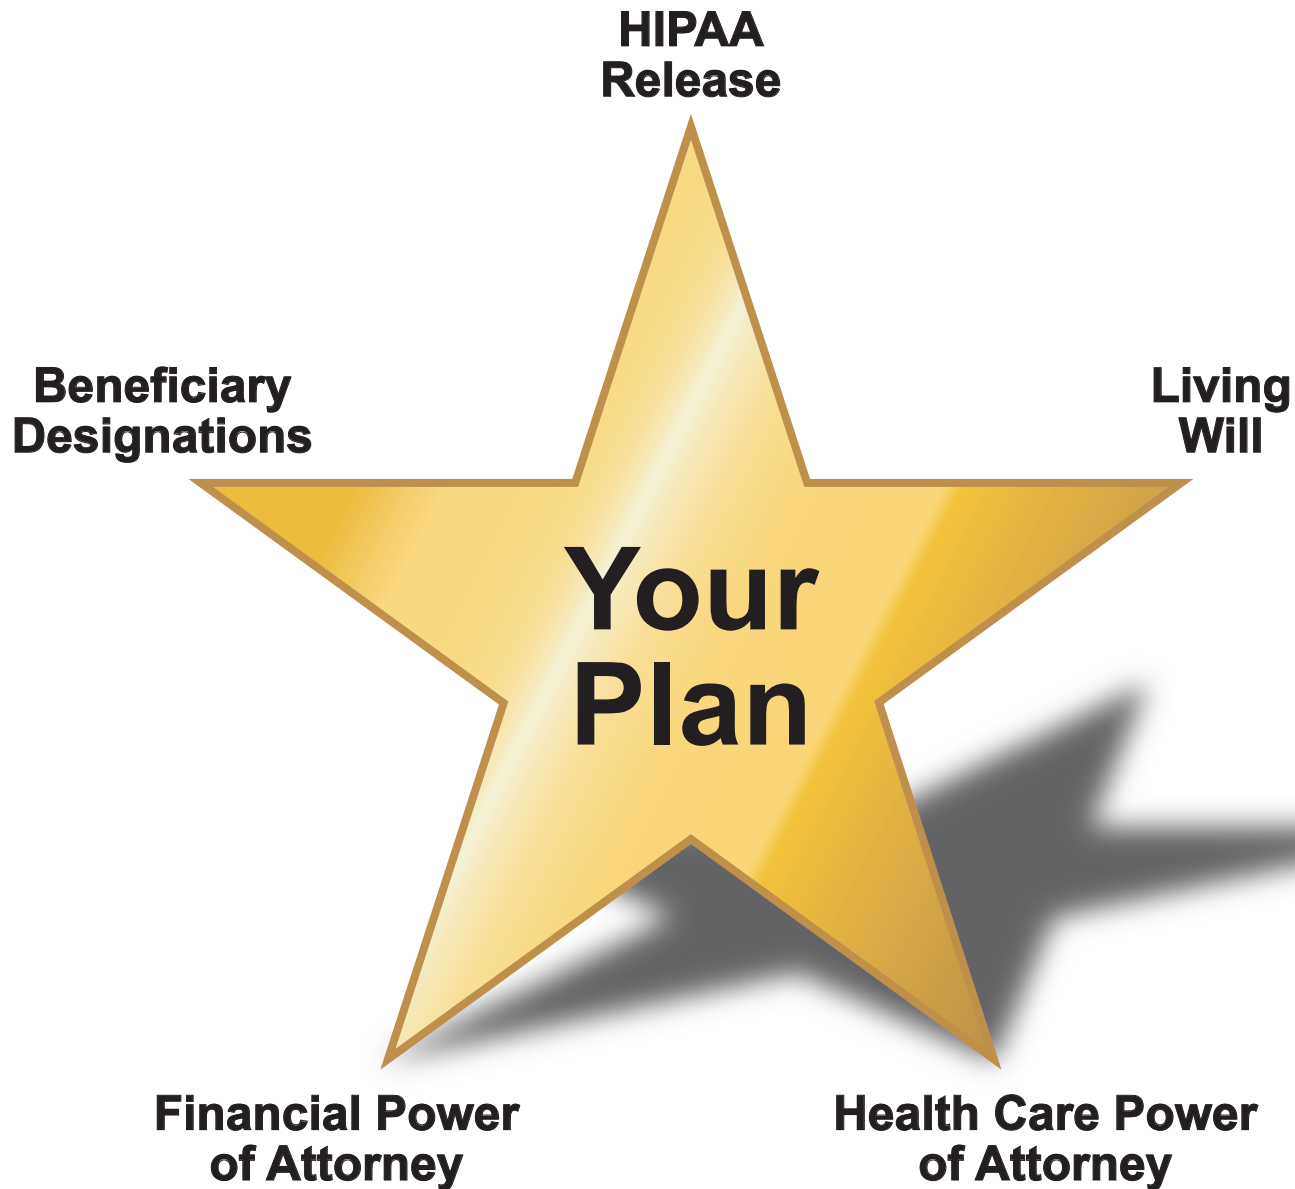 HIPAA
Release
Beneficiary
Designations
Living
Will
Your
Plan
Financial Power
of Attorney
Health Care Power
of Attorney